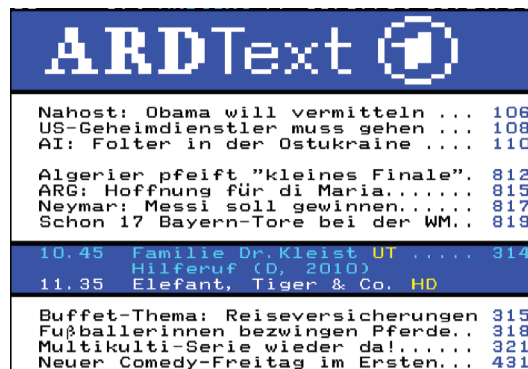 ARDText 1
Nahost: Obama will vermitteln ... 106
US-Geheimdienstler muss gehen ... 108
AI: Folter in der Ostukraine .... 110
Algerier pfeift "kleines Finale". 812
ARG: Hoffnung für di Maria....... 815
Neymar: Messi soll gewinnen...... 817
Schon 17 Bayern-Tore bei der WM.. 819
10.45 Familie Dr.Kleist UT ..... 314
Hilferuf (D, 2010)
11.35 Elefant, Tiger & Co. HD
Buffet-Thema: Reiseversicherungen 315
Fußballerinnen bezwingen Pferde.. 318
Multikulti-Serie wieder da!...... 321
Neuer Comedy-Freitag im Ersten... 431